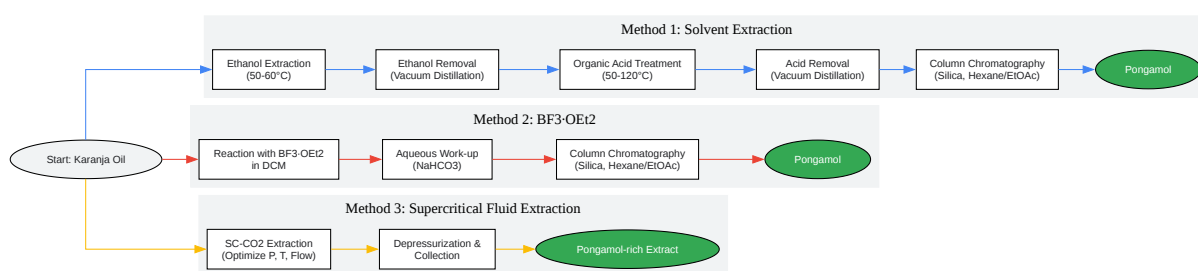 Method 1: Solvent Extraction
Ethanol Extraction
(50-60°C)
Ethanol Removal
(Vacuum Distillation)
Organic Acid Treatment
(50-120°C)
Acid Removal
(Vacuum Distillation)
Column Chromatography
(Silica, Hexane/EtOAc)
Pongamol
Method 2: BF3·OEt2
Start: Karanja Oil
Reaction with BF3·OEt2
in DCM
Aqueous Work-up
(NaHCO3)
Column Chromatography
(Silica, Hexane/EtOAc)
Pongamol
Method 3: Supercritical Fluid Extraction
SC-CO2 Extraction
(Optimize P, T, Flow)
Depressurization &
Collection
Pongamol-rich Extract